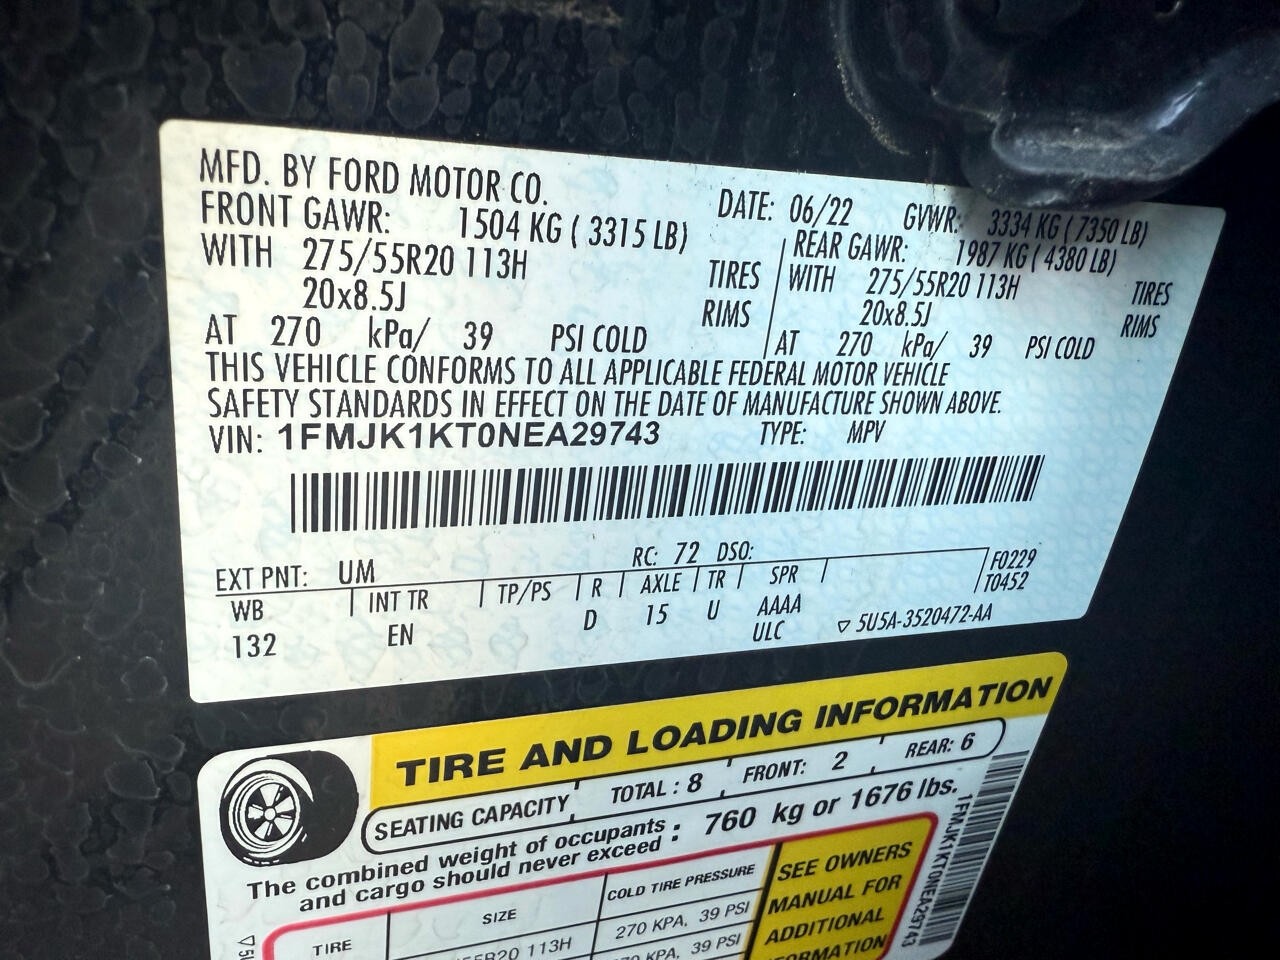 MFD. BY FORD MOTOR CO.
DATE: 06/22 GVWR: 3334 KG ( 7350 LB)
FRONT GAWR: 1504 KG ( 3315 LB)
WITH 275/55R20 113H TIRES
20x8.5J RIMS
AT 270 kPa/ 39 PSI COLD
REAR GAWR: 1987 KG ( 4380 LB)
WITH 275/55R20 113H TIRES
20x8.5J RIMS
AT 270 kPa/ 39 PSI COLD
THIS VEHICLE CONFORMS TO ALL APPLICABLE FEDERAL MOTOR VEHICLE
SAFETY STANDARDS IN EFFECT ON THE DATE OF MANUFACTURE SHOWN ABOVE.
VIN: 1FMJK1KT0NEA29743 TYPE: MPV
EXT PNT: UM RC: 72 DSO:
WB INT TR TP/PS R AXLE TR SPR F0229
T0452
132 EN D 15 U AAAA
ULC ▽ 5U5A-3520472-AA
TIRE AND LOADING INFORMATION
SEATING CAPACITY TOTAL : 8 FRONT: 2 REAR: 6
The combined weight of occupants
and cargo should never exceed : 760 kg or 1676 lbs.
TIRE SIZE COLD TIRE PRESSURE
55R20 113H 270 KPA, 39 PSI
KPA, 39 PSI
SEE OWNERS
MANUAL FOR
ADDITIONAL
INFORMATION
1FMJK1KT0NEA29743